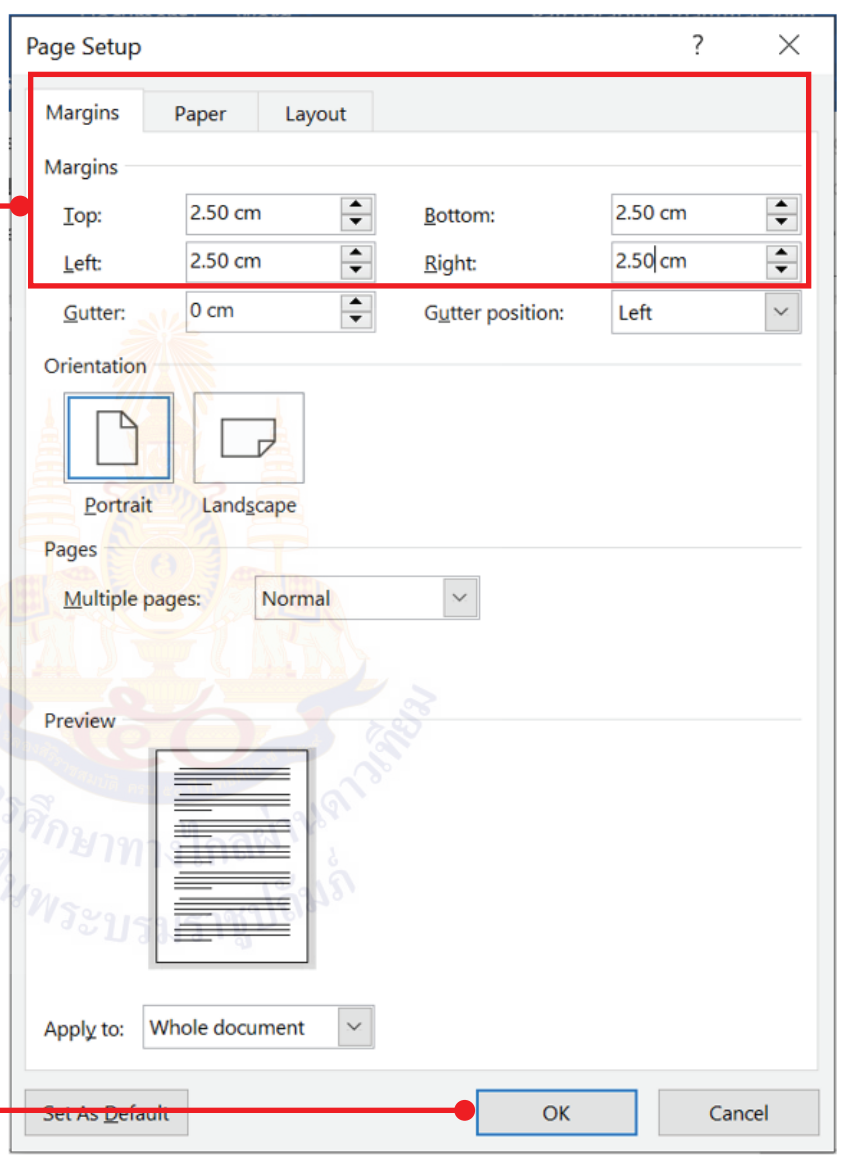 Page Setup ?
Margins Paper Layout
Margins
Top: 2.50 cm Bottom: 2.50 cm
Left: 2.50 cm Right: 2.50 cm
Gutter: 0 cm Gutter position: Left
Orientation
Portrait Landscape
Pages
Multiple pages: Normal
Preview
Apply to: Whole document
Set As Default OK Cancel